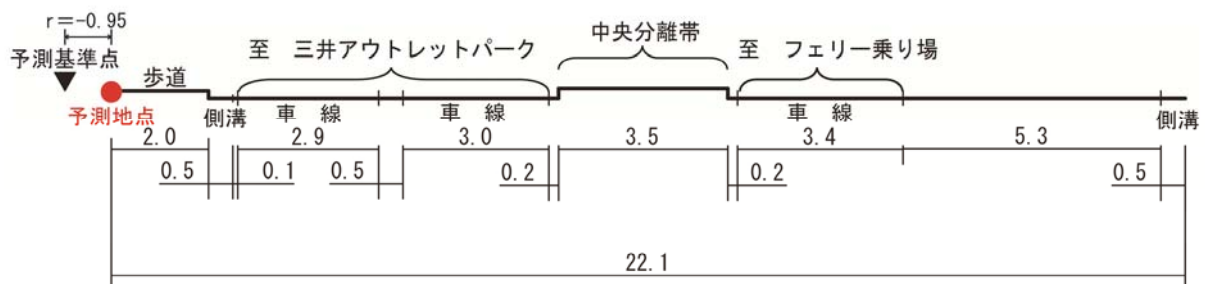 r＝-0.95
予測基準点
歩道
予測地点
至 三井アウトレットパーク
中央分離帯
至 フェリー乗り場
側溝
車 線
車 線
車 線
側溝
2.0
2.9
3.0
3.5
3.4
5.3
0.5
0.1
0.5
0.2
0.2
0.5
22.1